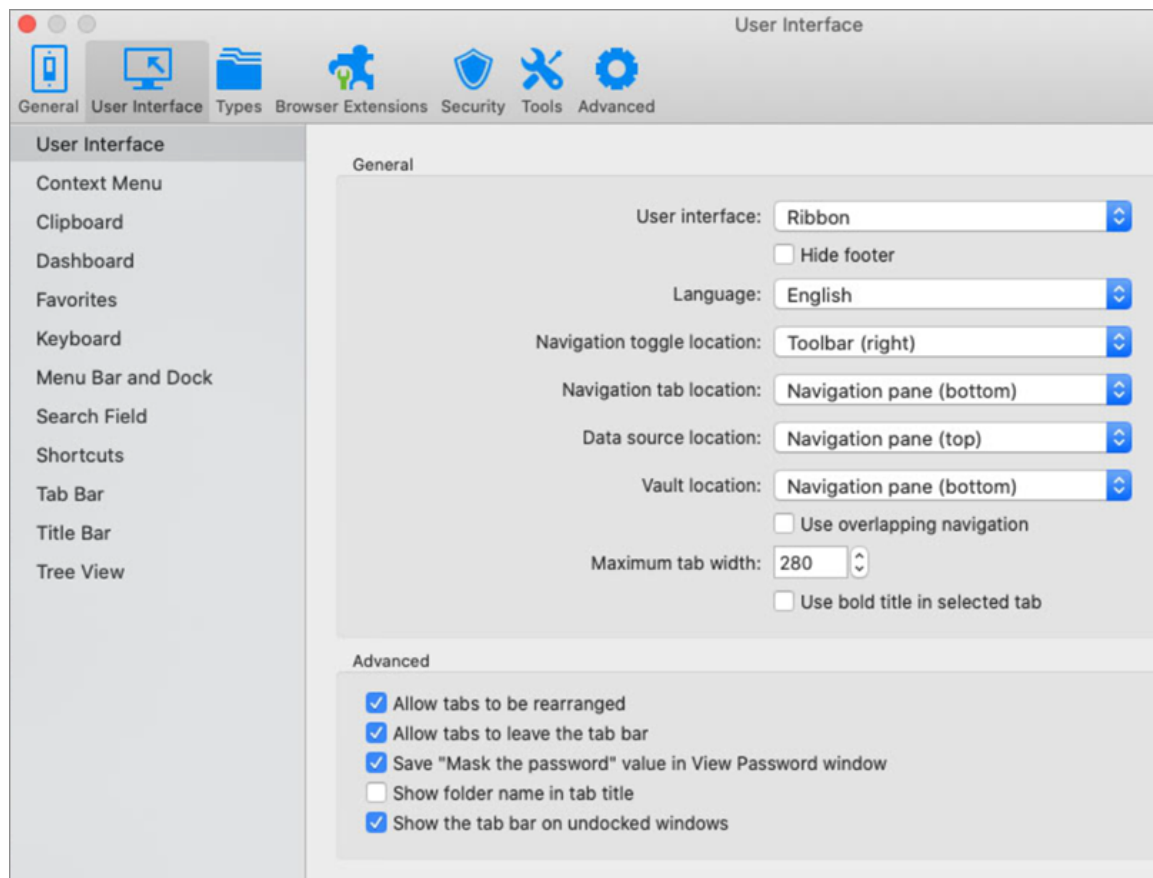 User Interface
General User Interface Types Browser Extensions Security Tools Advanced
User Interface
Context Menu
Clipboard
Dashboard
Favorites
Keyboard
Menu Bar and Dock
Search Field
Shortcuts
Tab Bar
Title Bar
Tree View
General
User interface: Ribbon
Hide footer
Language: English
Navigation toggle location: Toolbar (right)
Navigation tab location: Navigation pane (bottom)
Data source location: Navigation pane (top)
Vault location: Navigation pane (bottom)
Use overlapping navigation
Maximum tab width: 280
Use bold title in selected tab
Advanced
Allow tabs to be rearranged
Allow tabs to leave the tab bar
Save "Mask the password" value in View Password window
Show folder name in tab title
Show the tab bar on undocked windows